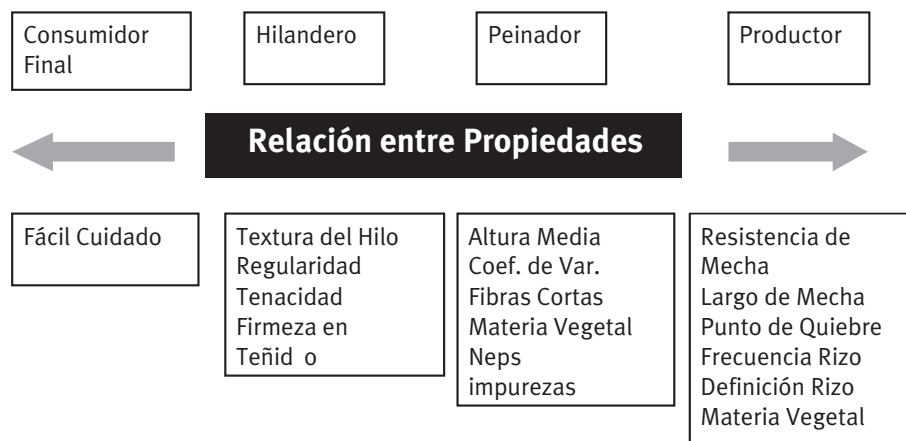 Consumidor
Final
Hilandero
Peinador
Productor
Relación entre Propiedades
Fácil Cuidado
Textura del Hilo
Regularidad
Tenacidad
Firmeza en
Teñid o
Altura Media
Coef. de Var.
Fibras Cortas
Materia Vegetal
Neps
impurezas
Resistencia de
Mecha
Largo de Mecha
Punto de Quiebre
Frecuencia Rizo
Definición Rizo
Materia Vegetal